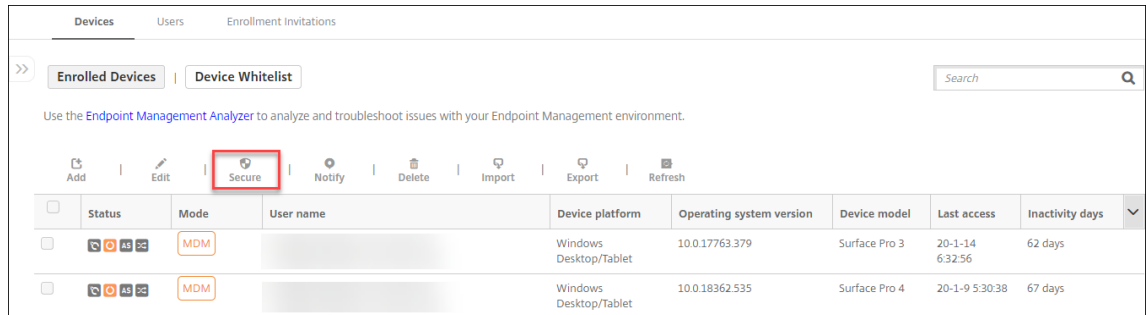 Devices Users Enrollment Invitations
Enrolled Devices | Device Whitelist Search
Use the Endpoint Management Analyzer to analyze and troubleshoot issues with your Endpoint Management environment.
Add | Edit | Secure | Notify | Delete | Import | Export | Refresh
Status Mode User name Device platform Operating system version Device model Last access Inactivity days
AS MDM Windows 10.0.17763.379 Surface Pro 3 20-1-14 62 days
Desktop/Tablet 6:32:56
AS MDM Windows 10.0.18362.535 Surface Pro 4 20-1-9 5:30:38 67 days
Desktop/Tablet